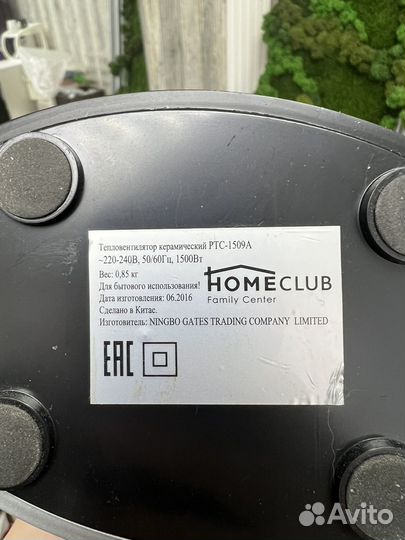 Тепловентилятор керамический PTC-1509A
~220-240В, 50/60Гц, 1500Вт
Вес: 0,85 кг
Для бытового использования!
Дата изготовления: 06.2016
Сделано в Китае.
HOMECLUB
Family Center
Изготовитель: NINGBO GATES TRADING COMPANY LIMITED
EAC
Avito